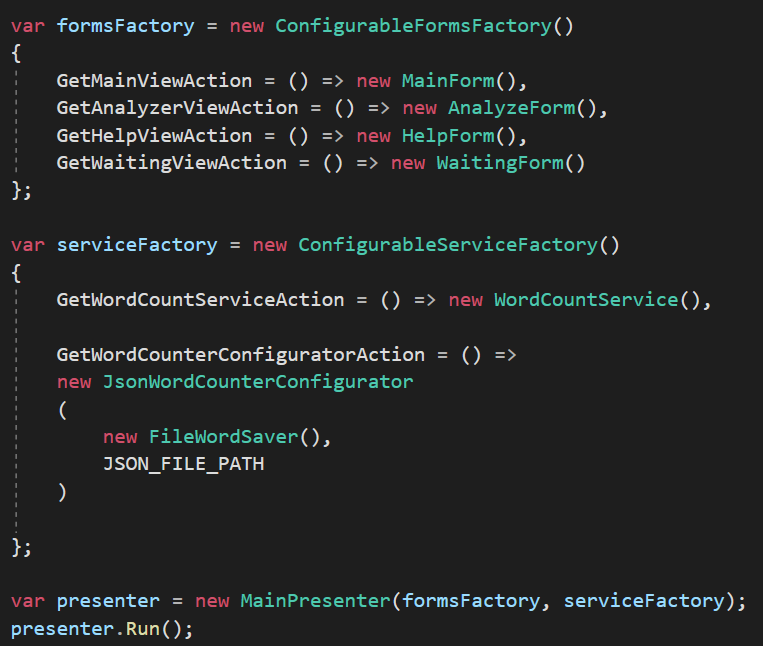 var formsFactory = new ConfigurableFormsFactory()
{
    GetMainViewAction = () => new MainForm(),
    GetAnalyzerViewAction = () => new AnalyzeForm(),
    GetHelpViewAction = () => new HelpForm(),
    GetWaitingViewAction = () => new WaitingForm()
};

var serviceFactory = new ConfigurableServiceFactory()
{
    GetWordCountServiceAction = () => new WordCountService(),

    GetWordCounterConfiguratorAction = () =>
    new JsonWordCounterConfigurator
    (
        new FileWordSaver(),
        JSON_FILE_PATH
    )

};

var presenter = new MainPresenter(formsFactory, serviceFactory);
presenter.Run();